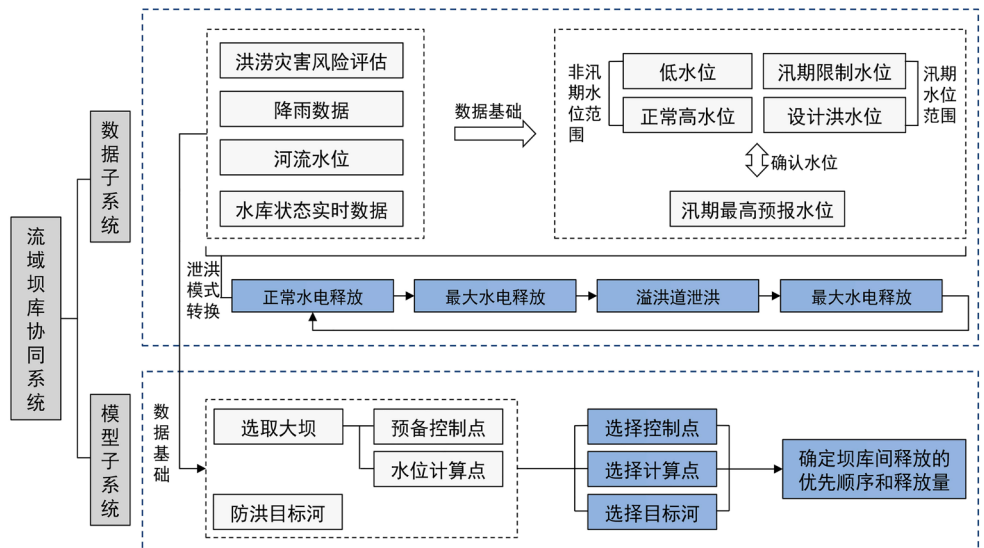 流域坝库协同系统
数据子系统
模型子系统
洪涝灾害风险评估
降雨数据
河流水位
水库状态实时数据
数据基础
非汛
期水
位范
围
低水位
汛期限制水位
正常高水位
设计洪水位
汛期
水位
范围
确认水位
汛期最高预报水位
泄洪
模式
转换
正常水电释放
最大水电释放
溢洪道泄洪
最大水电释放
数据基础
选取大坝
预备控制点
水位计算点
防洪目标河
选择控制点
选择计算点
选择目标河
确定坝库间释放的
优先顺序和释放量